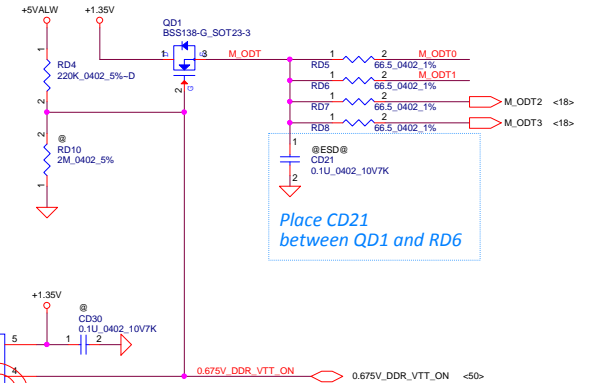 +5VALW
+1.35V
QD1
BSS138-G_SOT23-3
1
D
S
3
M_ODT
2
G
1
RD4
220K_0402_5%~D
2
2
@
RD10
2M_0402_5%
1
1 2 M_ODT0
RD5 66.5_0402_1%
1 2 M_ODT1
RD6 66.5_0402_1%
1 2
RD7 66.5_0402_1%
M_ODT2 <18>
1 2
RD8 66.5_0402_1%
M_ODT3 <18>
1
@ESD@
CD21
0.1U_0402_10V7K
2
Place CD21
between QD1 and RD6
+1.35V
@
CD30
0.1U_0402_10V7K
5
1 2
4
0.675V_DDR_VTT_ON
0.675V_DDR_VTT_ON <50>